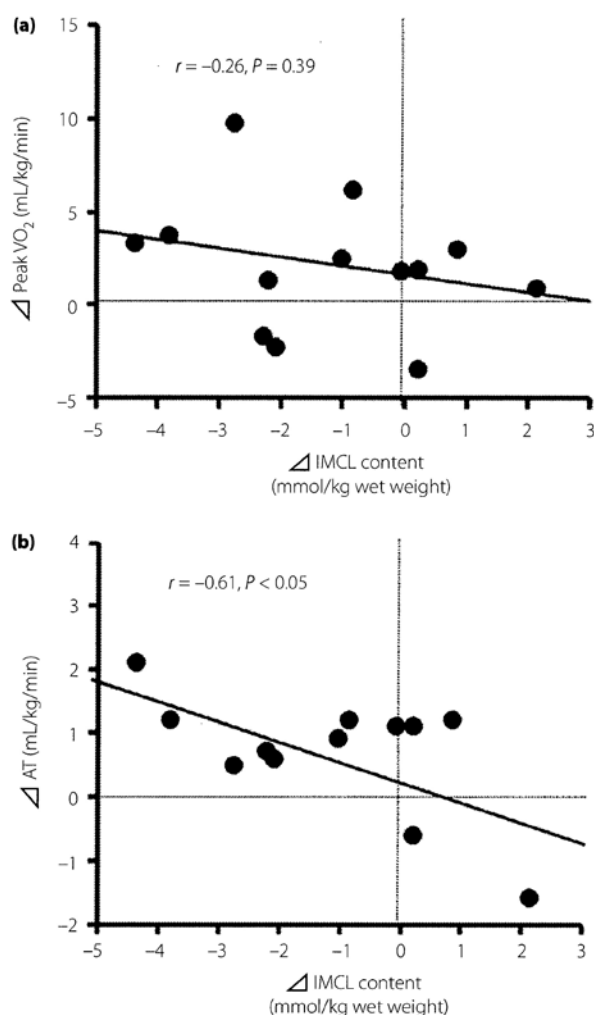 (a)
15
10
5
0
−5
⊿ Peak VO₂ (mL/kg/min)
r = −0.26, P = 0.39
−5 −4 −3 −2 −1 0 1 2 3
⊿ IMCL content
(mmol/kg wet weight)
(b)
4
3
2
1
0
−1
−2
⊿ AT (mL/kg/min)
r = −0.61, P < 0.05
−5 −4 −3 −2 −1 0 1 2 3
⊿ IMCL content
(mmol/kg wet weight)